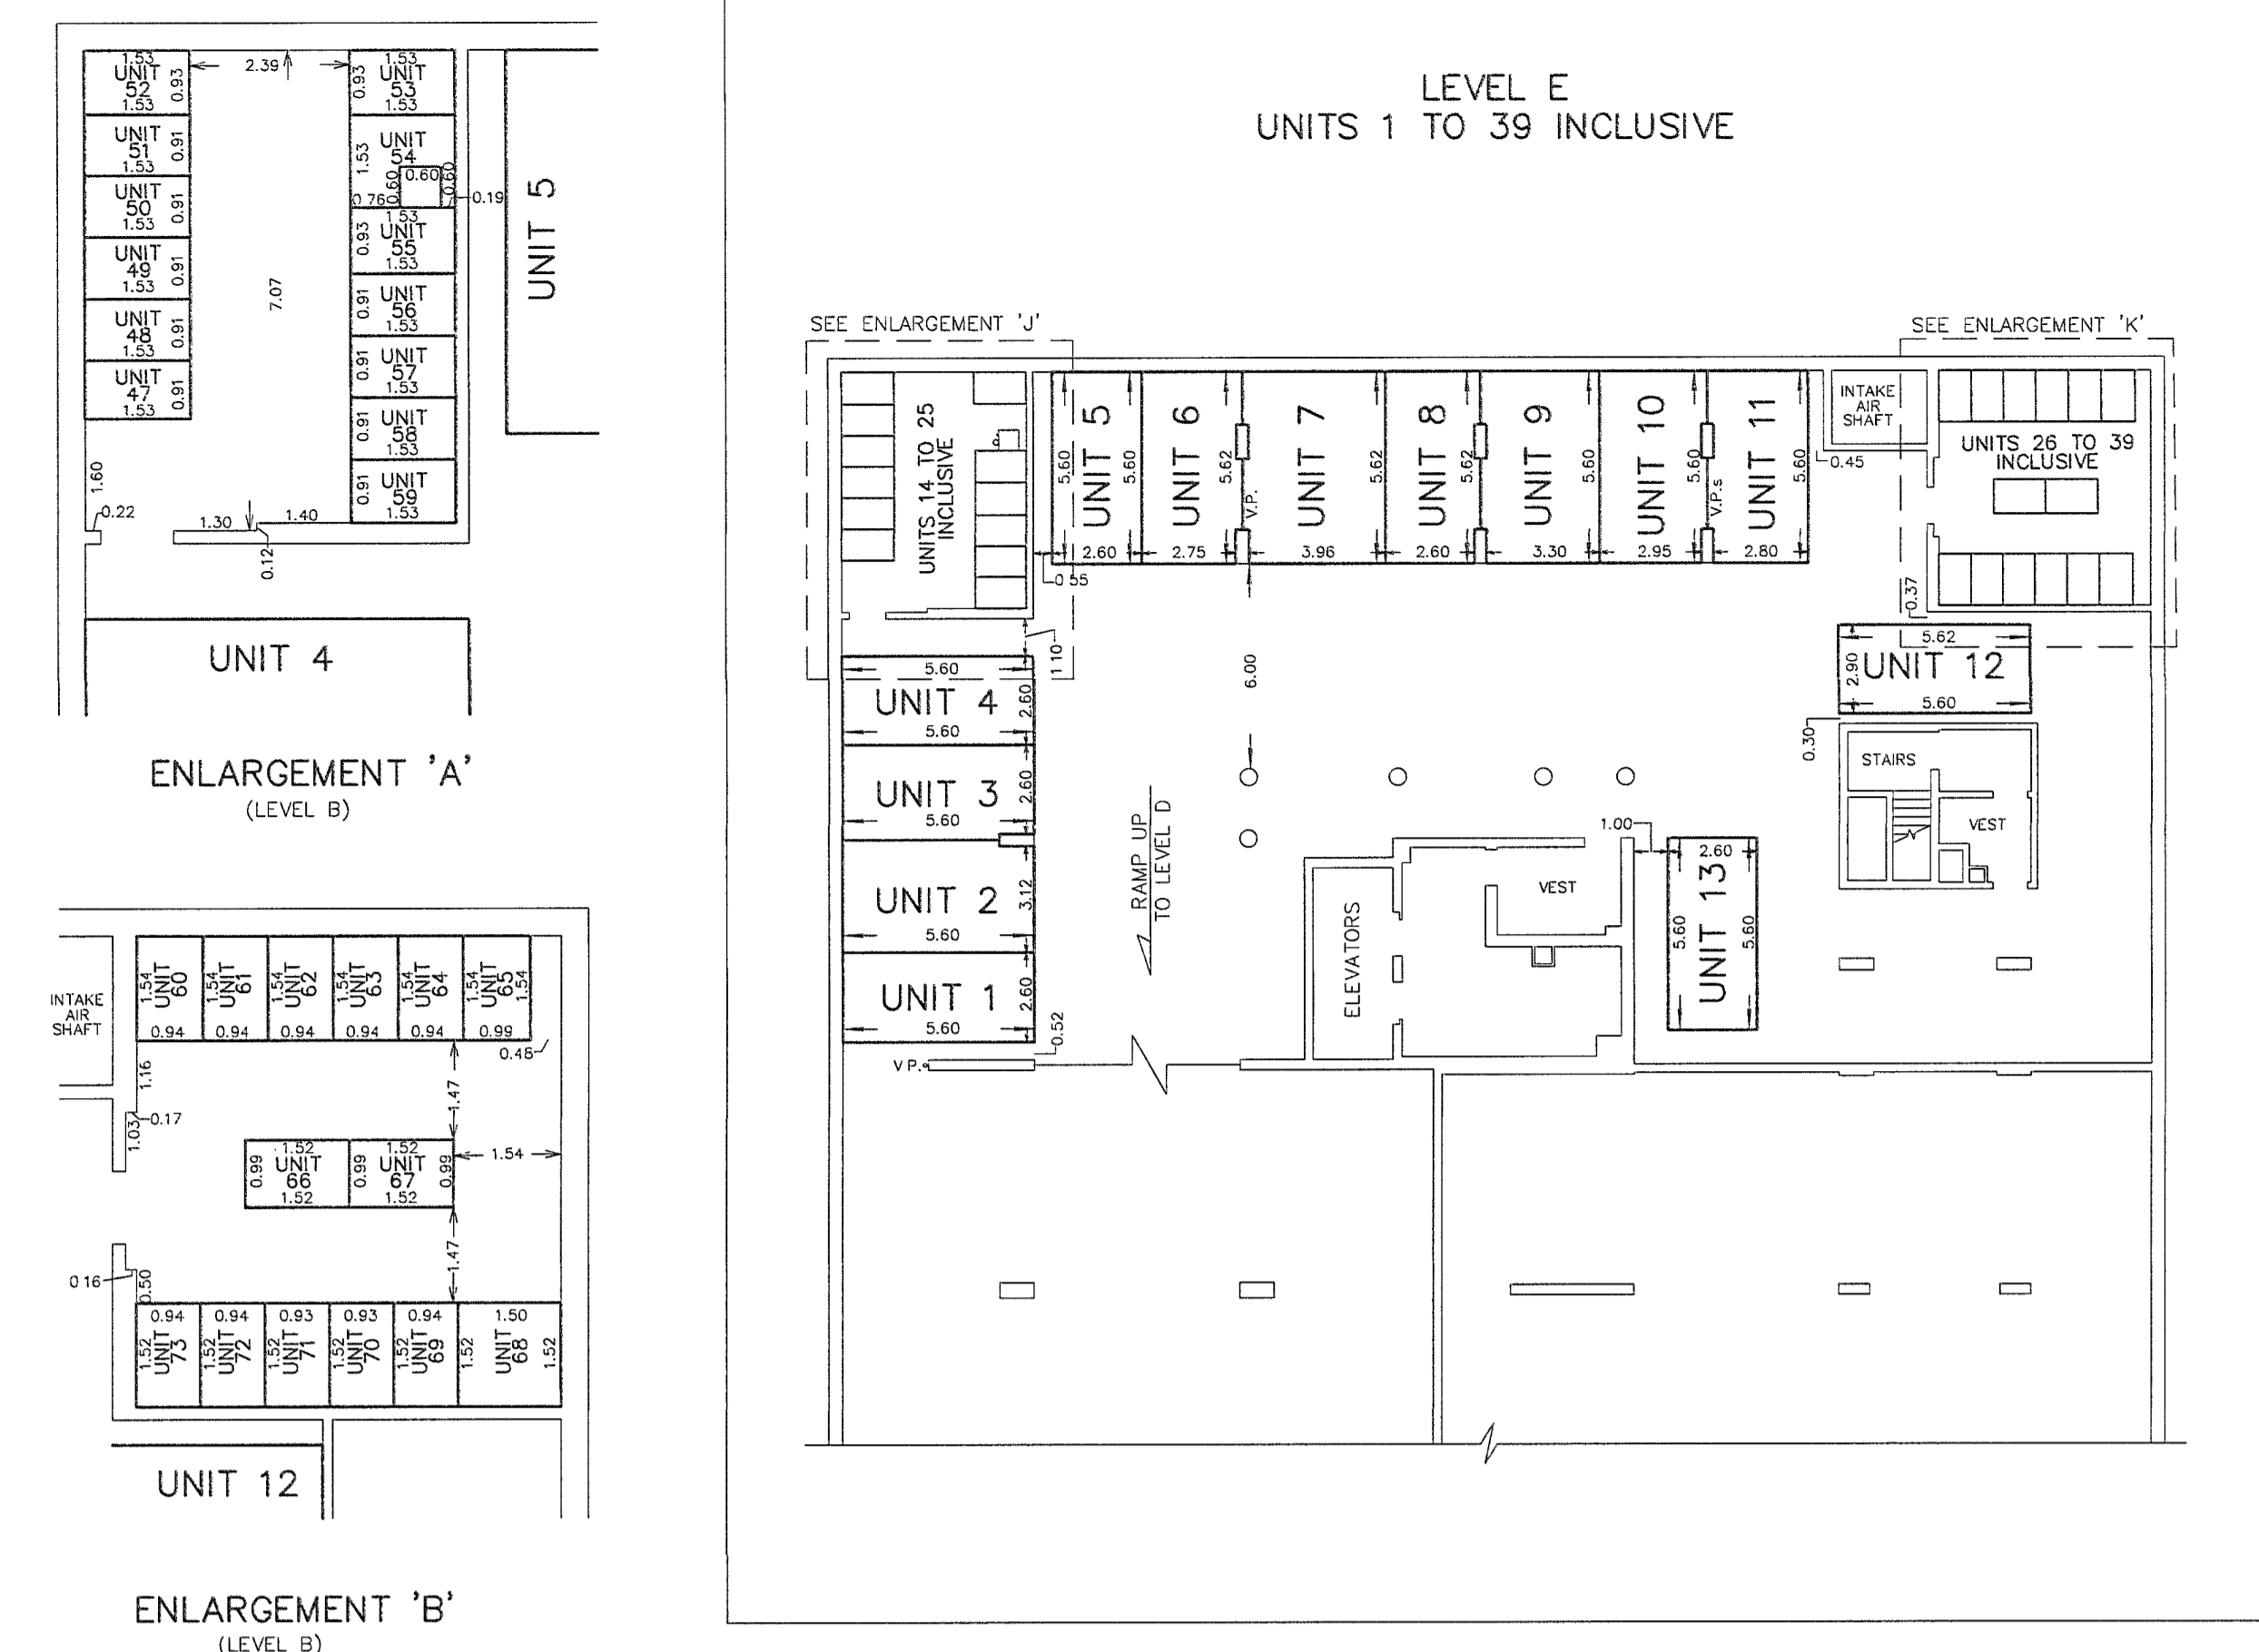 1.53
UNIT
52
0.93
1.53
2.39
1.53
0.93
UNIT
53
1.53
UNIT
51
0.91
1.53
UNIT
54
1.53
0.60
0.60
0.60
0.19
0 76
UNIT
50
0.91
1.53
1.53
0.93
UNIT
55
1.53
UNIT
49
0.91
1.53
0.91
UNIT
56
1.53
UNIT
48
0.91
1.53
0.91
UNIT
57
1.53
UNIT
47
0.91
1.53
0.91
UNIT
58
1.53
0.91
UNIT
59
1.53
7.07
1.60
0.22
1.30
1.40
0.12
UNIT 5
UNIT 4
ENLARGEMENT 'A'
(LEVEL B)
INTAKE
AIR
SHAFT
1.54
UNIT
60
0.94
1.54
UNIT
61
0.94
1.54
UNIT
62
0.94
1.54
UNIT
63
0.94
1.54
UNIT
64
0.94
1.54
UNIT
65
1.54
0.99
0.48
1.16
0.17
1.03
1.47
1.52
0.99
UNIT
66
1.52
1.52
0.99
UNIT
67
0.99
1.52
1.54
1.47
0 16
0.50
0.94
1.52
UNIT
73
0.94
1.52
UNIT
72
0.93
1.52
UNIT
71
0.93
1.52
UNIT
70
0.94
1.52
UNIT
69
1.50
1.52
UNIT
68
1.52
UNIT 12
ENLARGEMENT 'B'
(LEVEL B)
LEVEL E
UNITS 1 TO 39 INCLUSIVE
SEE ENLARGEMENT 'J'
SEE ENLARGEMENT 'K'
UNITS 14 TO 25
INCLUSIVE
5.60
UNIT 5
5.60
2.60
UNIT 6
5.62
2.75
V.P.
UNIT 7
5.62
3.96
UNIT 8
5.62
2.60
UNIT 9
5.60
3.30
UNIT 10
5.60
2.95
V.P.s
UNIT 11
5.60
2.80
INTAKE
AIR
SHAFT
0.45
UNITS 26 TO 39
INCLUSIVE
0 55
0.37
1 10
6.00
5.62
2.90
UNIT 12
5.60
0.30
5.60
UNIT 4
2.60
5.60
UNIT 3
2.60
5.60
UNIT 2
3.12
5.60
UNIT 1
2.60
5.60
0.52
V P.
RAMP UP
TO LEVEL D
STAIRS
VEST
1.00
2.60
5.60
UNIT 13
5.60
VEST
ELEVATORS